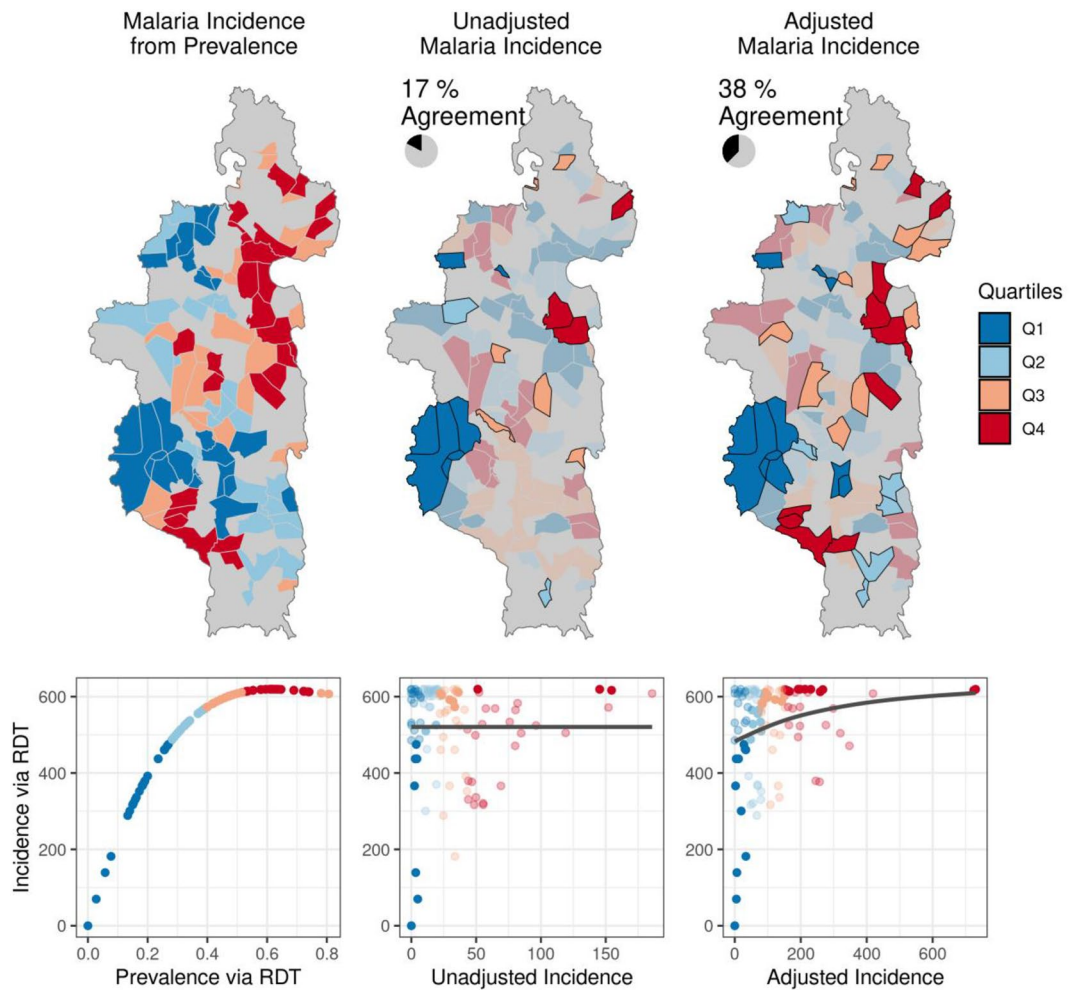 Malaria Incidence
from Prevalence
Unadjusted
Malaria Incidence
Adjusted
Malaria Incidence
17 %
Agreement
38 %
Agreement
Quartiles
Q1
Q2
Q3
Q4
Incidence via RDT
600
400
200
0
0.0 0.2 0.4 0.6 0.8
Prevalence via RDT
600
400
200
0
0 50 100 150
Unadjusted Incidence
600
400
200
0
0 200 400 600
Adjusted Incidence